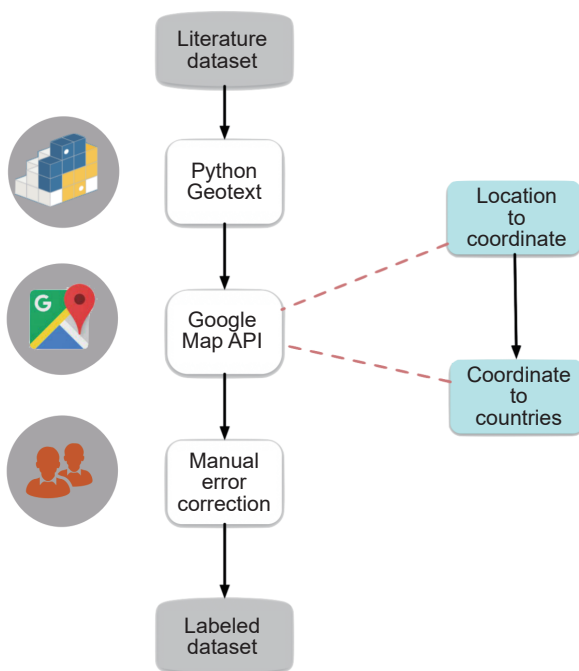 Literature
dataset
Python
Geotext
Location
to
coordinate
G
Google
Map API
Coordinate
to
countries
Manual
error
correction
Labeled
dataset